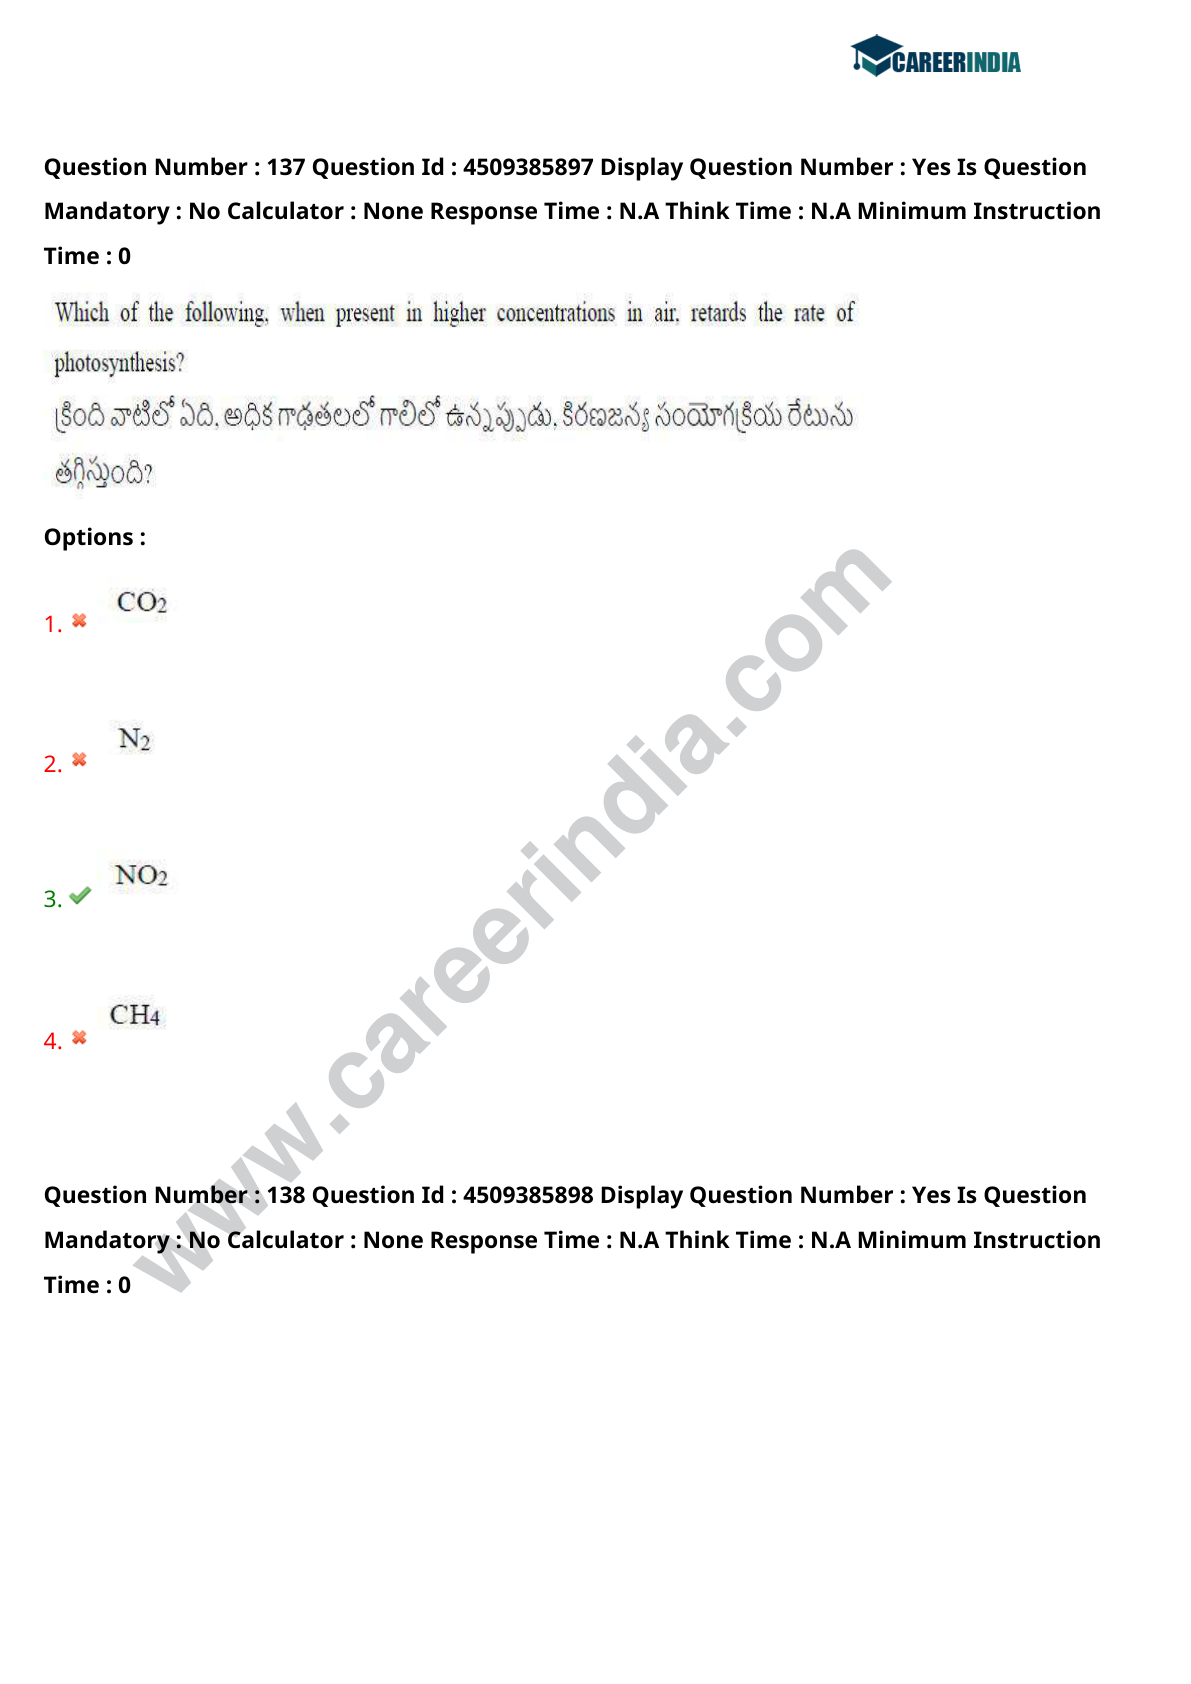 CAREERINDIA
Question Number : 137 Question Id : 4509385897 Display Question Number : Yes Is Question
Mandatory : No Calculator : None Response Time : N.A Think Time : N.A Minimum Instruction
Time : 0
Which of the following, when present in higher concentrations in air, retards the rate of
photosynthesis?
క్రింది వాటిలో ఏది, అధిక గాఢతలలో గాలిలో ఉన్నప్పుడు, కిరణజన్య సంయోగక్రియ రేటును
తగ్గిస్తుంది?
Options :
1. CO2
2. N2
3. NO2
4. CH4
www.careerindia.com
Question Number : 138 Question Id : 4509385898 Display Question Number : Yes Is Question
Mandatory : No Calculator : None Response Time : N.A Think Time : N.A Minimum Instruction
Time : 0